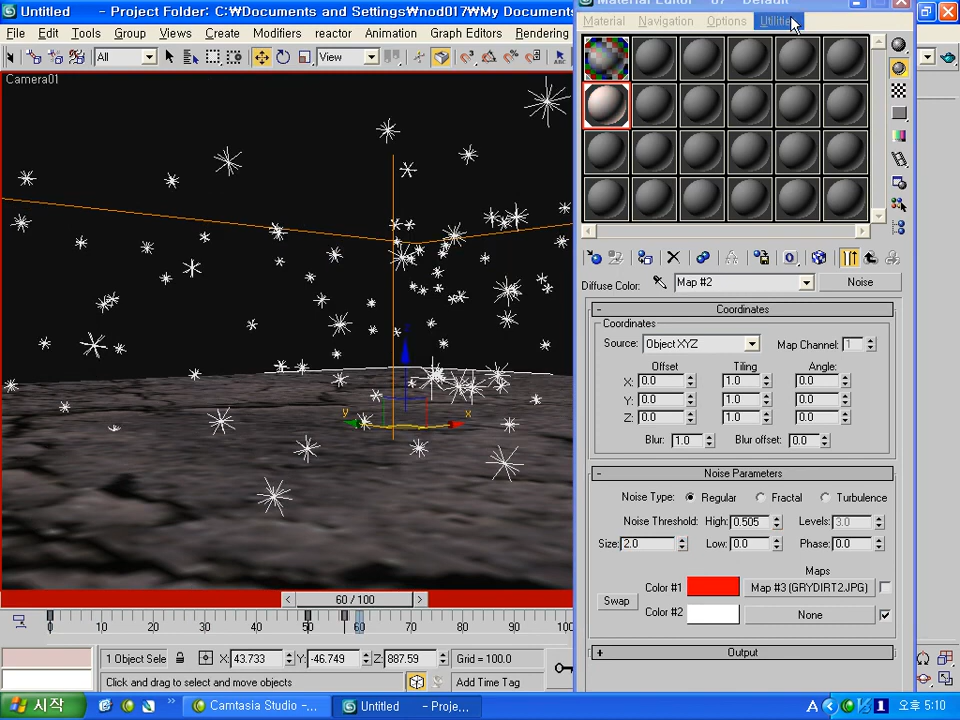 Untitled - Project Folder: C:₩Documents and Settings₩nod017₩My Documents
File Edit Tools Group Views Create Modifiers reactor Animation Graph Editors Rendering
All
View
Camera01
60 / 100
0 10 20 30 40 50 60 70 80 90 100
1 Object Sele X: 43.733 Y: -46.749 Z: 887.59 Grid = 100.0
Click and drag to select and move objects Add Time Tag
x
y
Material Editor - 07 - Default
Material Navigation Options Utilities
Diffuse Color: Map #2 Noise
- Coordinates
Coordinates
Source: Object XYZ Map Channel: 1
Offset Tiling Angle:
X: 0.0 1.0 0.0
Y: 0.0 1.0 0.0
Z: 0.0 1.0 0.0
Blur: 1.0 Blur offset: 0.0
- Noise Parameters
Noise Type: Regular Fractal Turbulence
Noise Threshold: High: 0.505 Levels: 3.0
Size: 2.0 Low: 0.0 Phase: 0.0
Maps
Color #1 Map #3 (GRYDIRT2.JPG)
Swap
Color #2 None
+ Output
시작 Camtasia Studio -... Untitled - Proje... A 오후 5:10